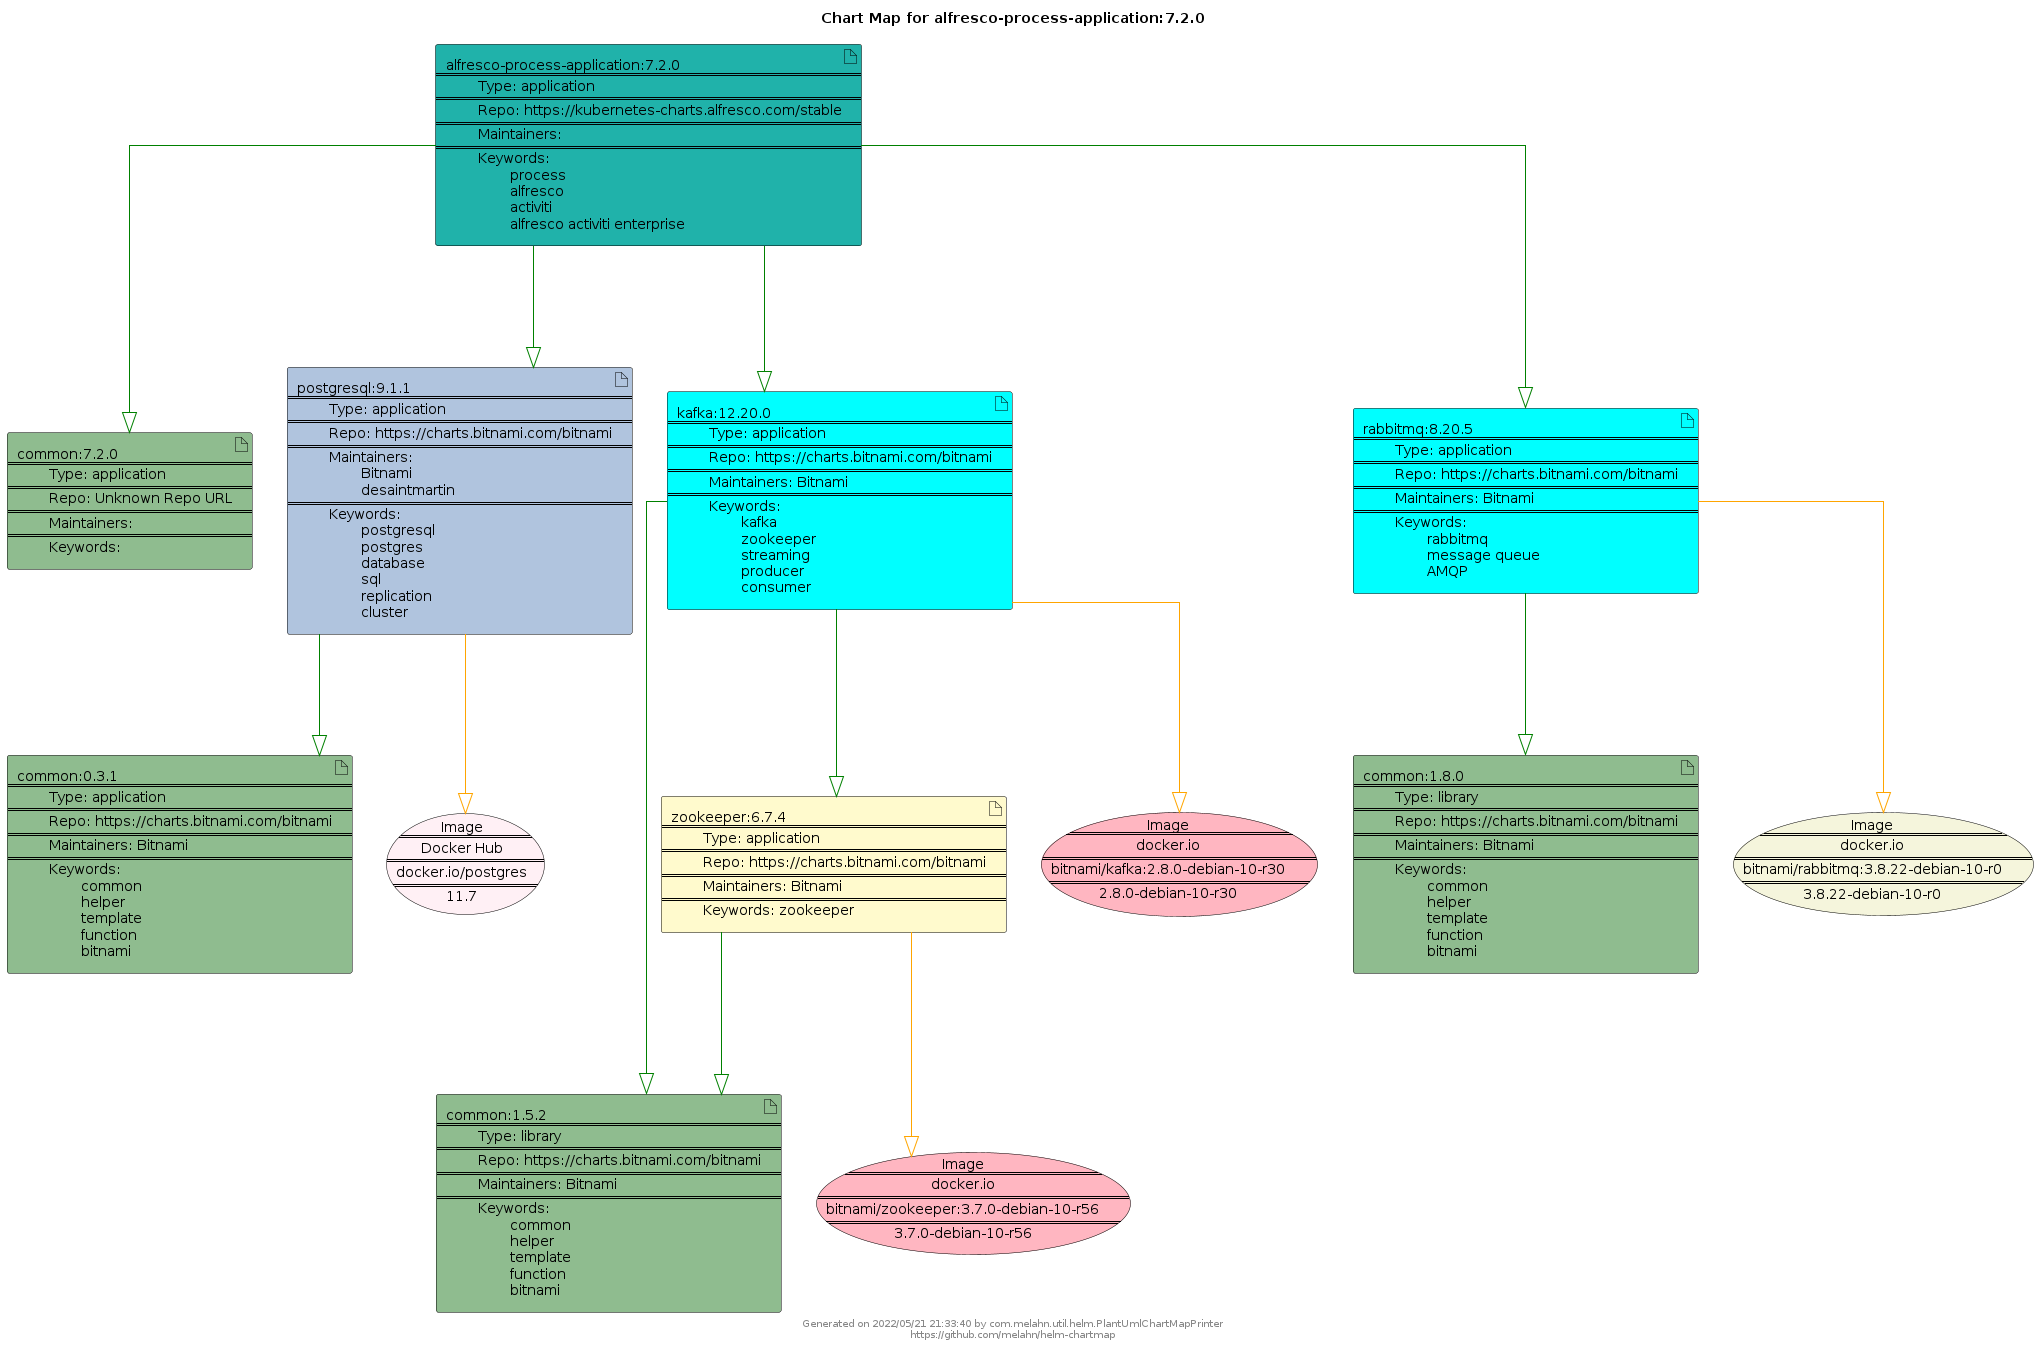 Chart Map for alfresco-process-application:7.2.0
alfresco-process-application:7.2.0
Type: application
Repo: https://kubernetes-charts.alfresco.com/stable
Maintainers:
Keywords:
process
alfresco
activiti
alfresco activiti enterprise
common:7.2.0
Type: application
Repo: Unknown Repo URL
Maintainers:
Keywords:
postgresql:9.1.1
Type: application
Repo: https://charts.bitnami.com/bitnami
Maintainers:
Bitnami
desaintmartin
Keywords:
postgresql
postgres
database
sql
replication
cluster
kafka:12.20.0
Type: application
Repo: https://charts.bitnami.com/bitnami
Maintainers: Bitnami
Keywords:
kafka
zookeeper
streaming
producer
consumer
rabbitmq:8.20.5
Type: application
Repo: https://charts.bitnami.com/bitnami
Maintainers: Bitnami
Keywords:
rabbitmq
message queue
AMQP
common:0.3.1
Type: application
Repo: https://charts.bitnami.com/bitnami
Maintainers: Bitnami
Keywords:
common
helper
template
function
bitnami
Image
Docker Hub
docker.io/postgres
11.7
zookeeper:6.7.4
Type: application
Repo: https://charts.bitnami.com/bitnami
Maintainers: Bitnami
Keywords: zookeeper
Image
docker.io
bitnami/kafka:2.8.0-debian-10-r30
2.8.0-debian-10-r30
common:1.8.0
Type: library
Repo: https://charts.bitnami.com/bitnami
Maintainers: Bitnami
Keywords:
common
helper
template
function
bitnami
Image
docker.io
bitnami/rabbitmq:3.8.22-debian-10-r0
3.8.22-debian-10-r0
common:1.5.2
Type: library
Repo: https://charts.bitnami.com/bitnami
Maintainers: Bitnami
Keywords:
common
helper
template
function
bitnami
Image
docker.io
bitnami/zookeeper:3.7.0-debian-10-r56
3.7.0-debian-10-r56
Generated on 2022/05/21 21:33:40 by com.melahn.util.helm.PlantUmlChartMapPrinter
https://github.com/melahn/helm-chartmap